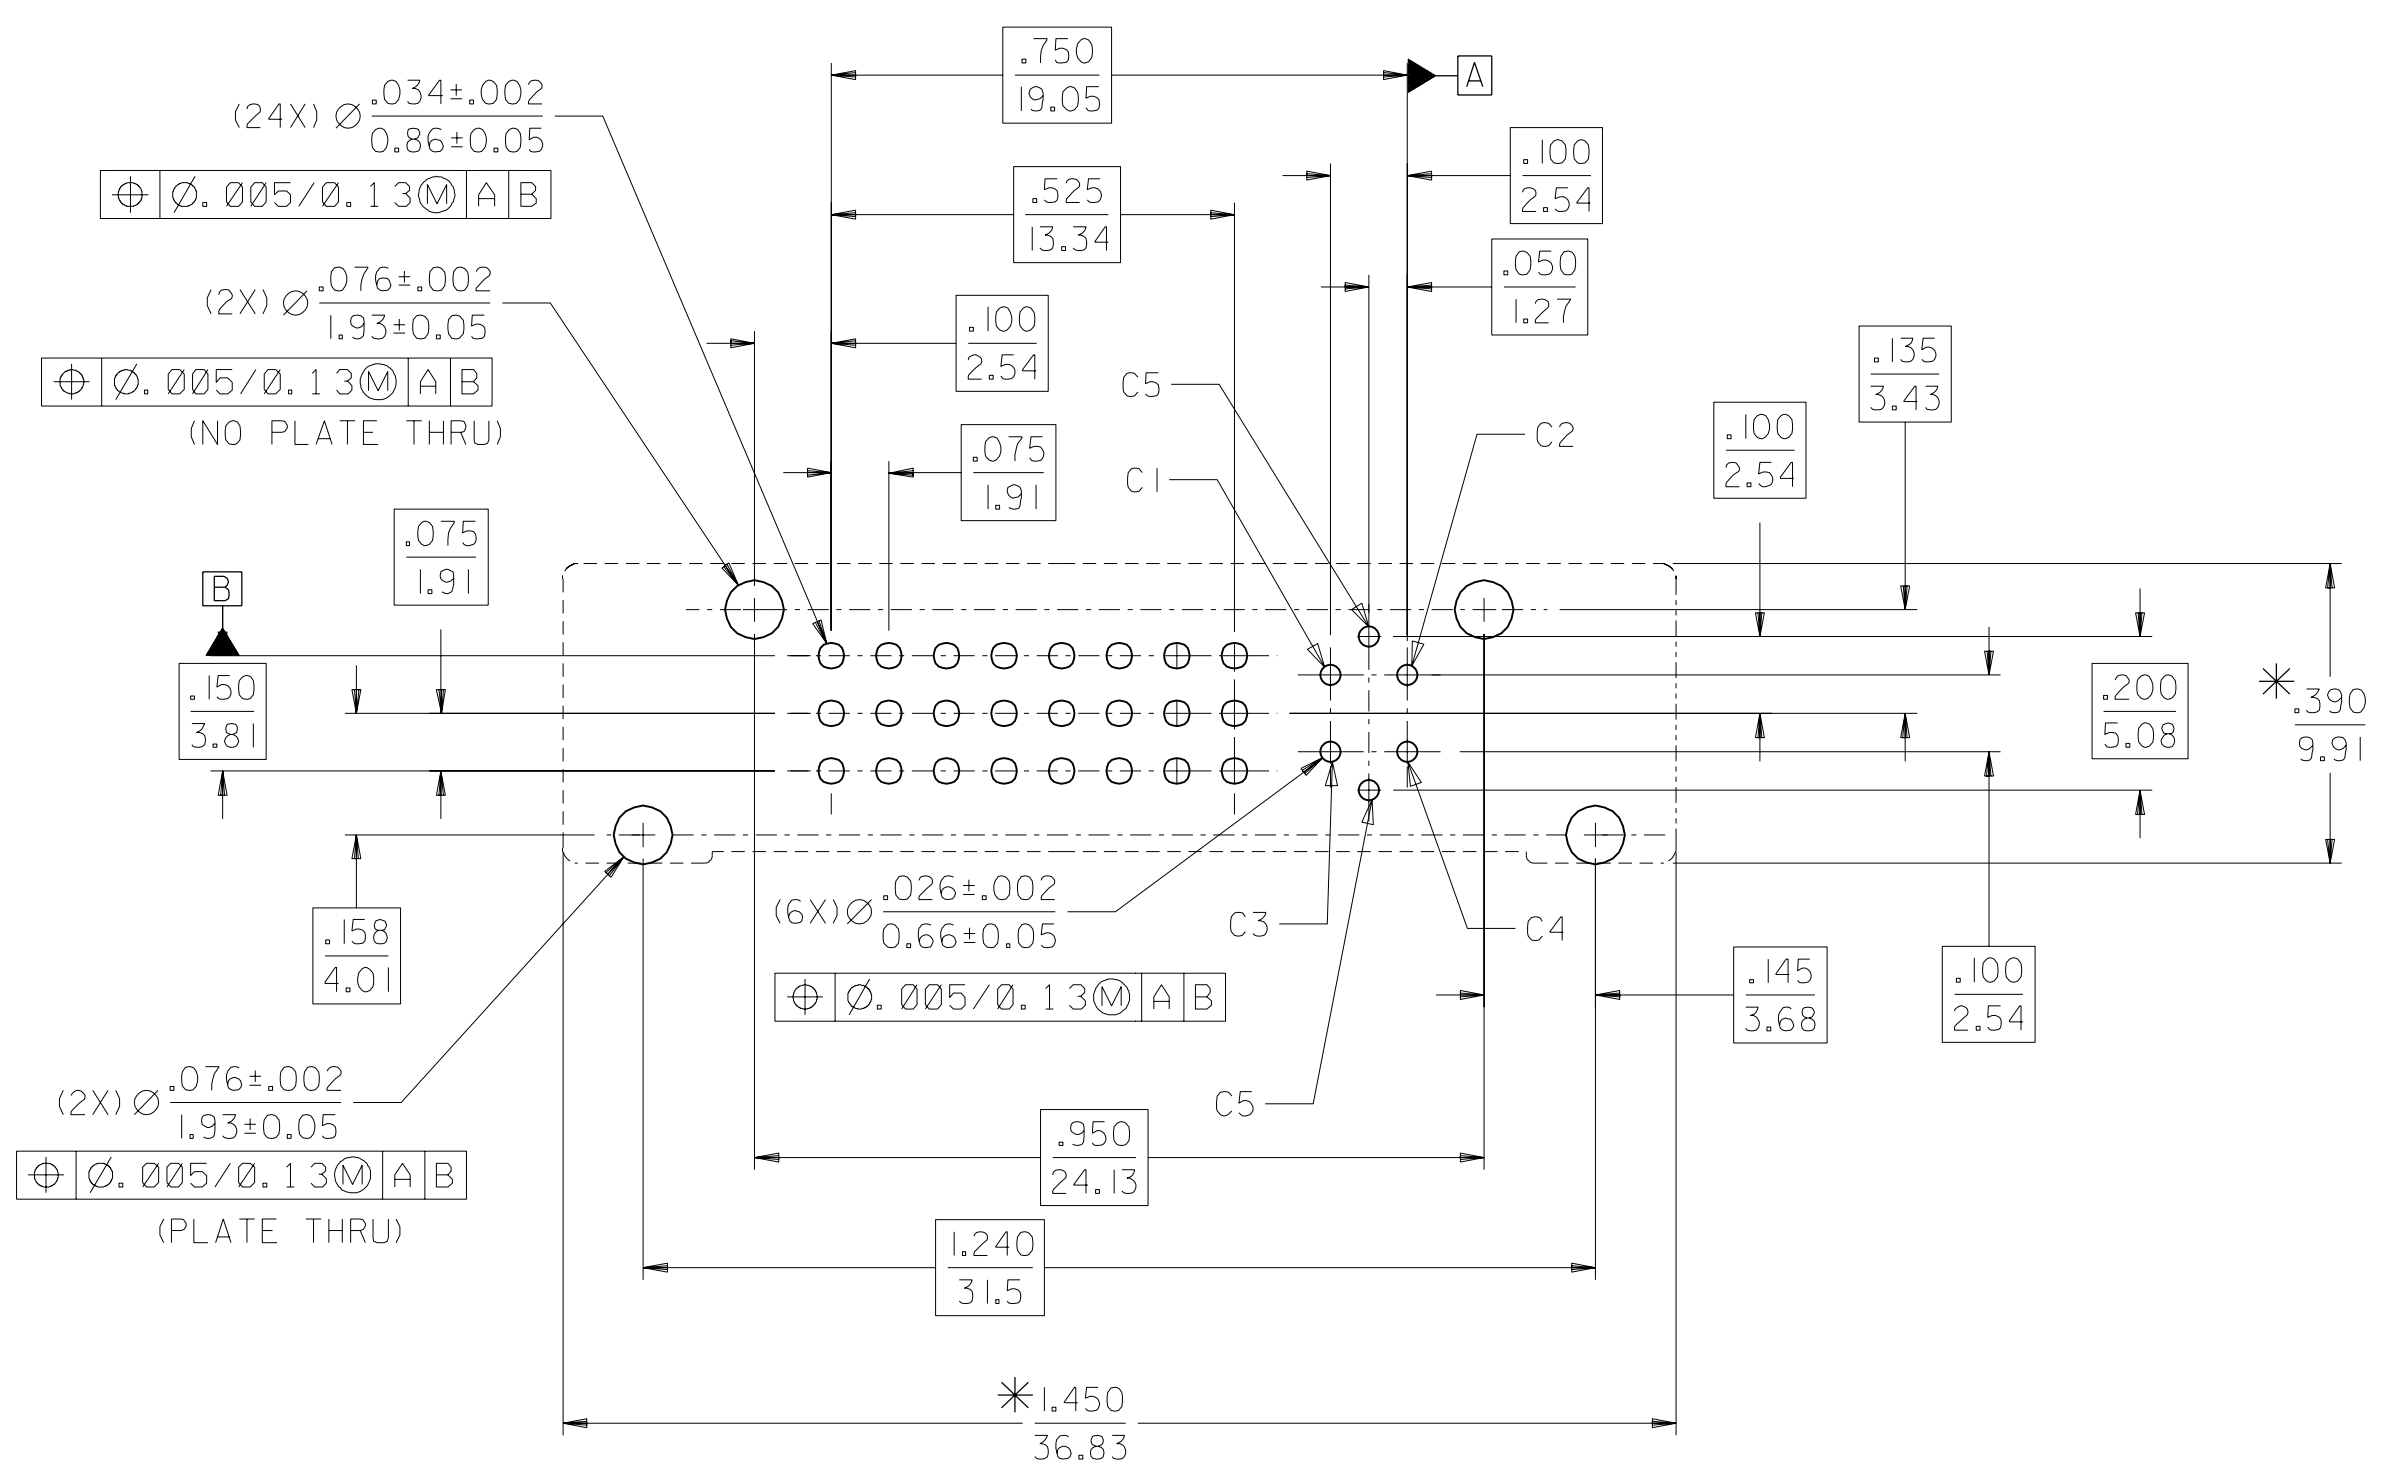 .750
19.05
A
(24X) Ø .034±.002
0.86±0.05
⌖ Ø.005/0.13Ⓜ A B
.100
2.54
.525
13.34
.050
1.27
(2X) Ø .076±.002
1.93±0.05
⌖ Ø.005/0.13Ⓜ A B
(NO PLATE THRU)
.100
2.54
.135
3.43
C5
C2
.100
2.54
.075
1.91
C1
.075
1.91
B
.150
3.81
.200
5.08
* .390
9.91
(6X) Ø .026±.002
0.66±0.05
⌖ Ø.005/0.13Ⓜ A B
C3
C4
.158
4.01
.145
3.68
.100
2.54
(2X) Ø .076±.002
1.93±0.05
⌖ Ø.005/0.13Ⓜ A B
(PLATE THRU)
C5
.950
24.13
1.240
31.5
* 1.450
36.83